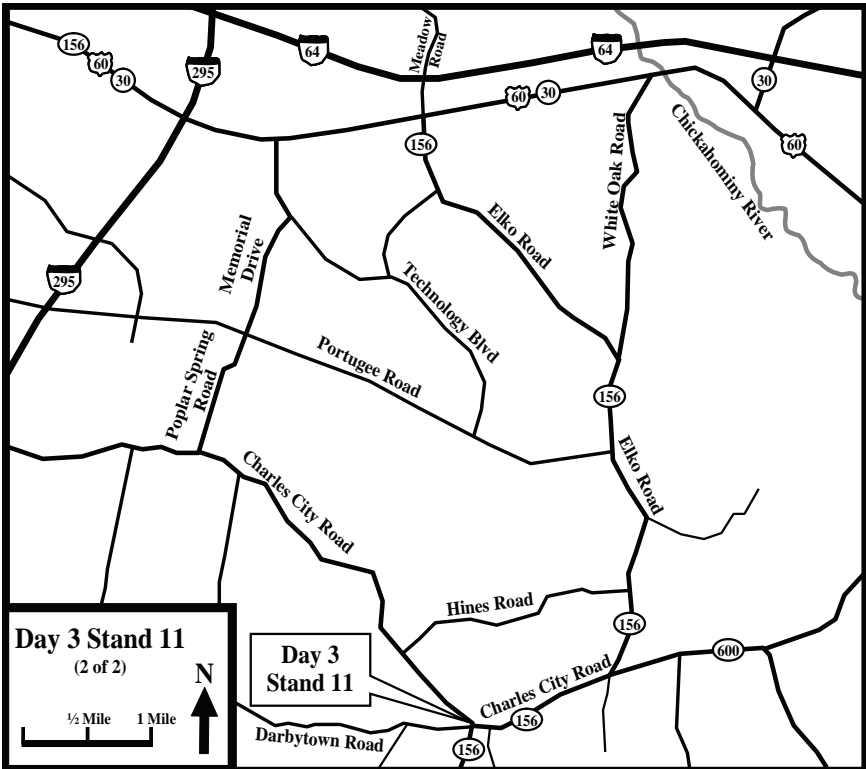 156
60
30
295
64
Meadow
Road
64
60
30
30
60
156
White Oak Road
Chickahominy River
Elko Road
Memorial
Drive
295
Technology Blvd
Portugee Road
Poplar Spring
Road
156
Elko Road
Charles City Road
Hines Road
156
600
Day 3
Stand 11
Charles City Road
156
156
Darbytown Road
Day 3 Stand 11
(2 of 2)
N
½ Mile
1 Mile